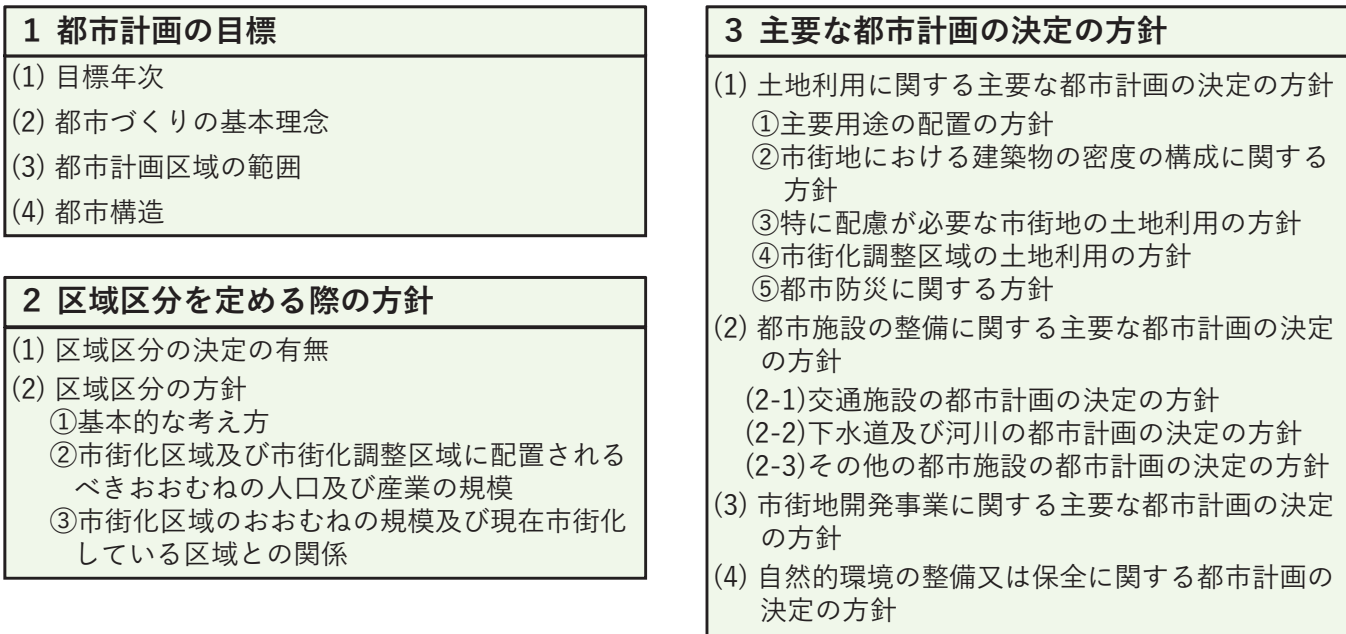 1 都市計画の目標
(1) 目標年次
(2) 都市づくりの基本理念
(3) 都市計画区域の範囲
(4) 都市構造
2 区域区分を定める際の方針
(1) 区域区分の決定の有無
(2) 区域区分の方針
①基本的な考え方
②市街化区域及び市街化調整区域に配置される
べきおおむねの人口及び産業の規模
③市街化区域のおおむねの規模及び現在市街化
している区域との関係
3 主要な都市計画の決定の方針
(1) 土地利用に関する主要な都市計画の決定の方針
①主要用途の配置の方針
②市街地における建築物の密度の構成に関する
方針
③特に配慮が必要な市街地の土地利用の方針
④市街化調整区域の土地利用の方針
⑤都市防災に関する方針
(2) 都市施設の整備に関する主要な都市計画の決定
の方針
(2-1)交通施設の都市計画の決定の方針
(2-2)下水道及び河川の都市計画の決定の方針
(2-3)その他の都市施設の都市計画の決定の方針
(3) 市街地開発事業に関する主要な都市計画の決定
の方針
(4) 自然的環境の整備又は保全に関する都市計画の
決定の方針